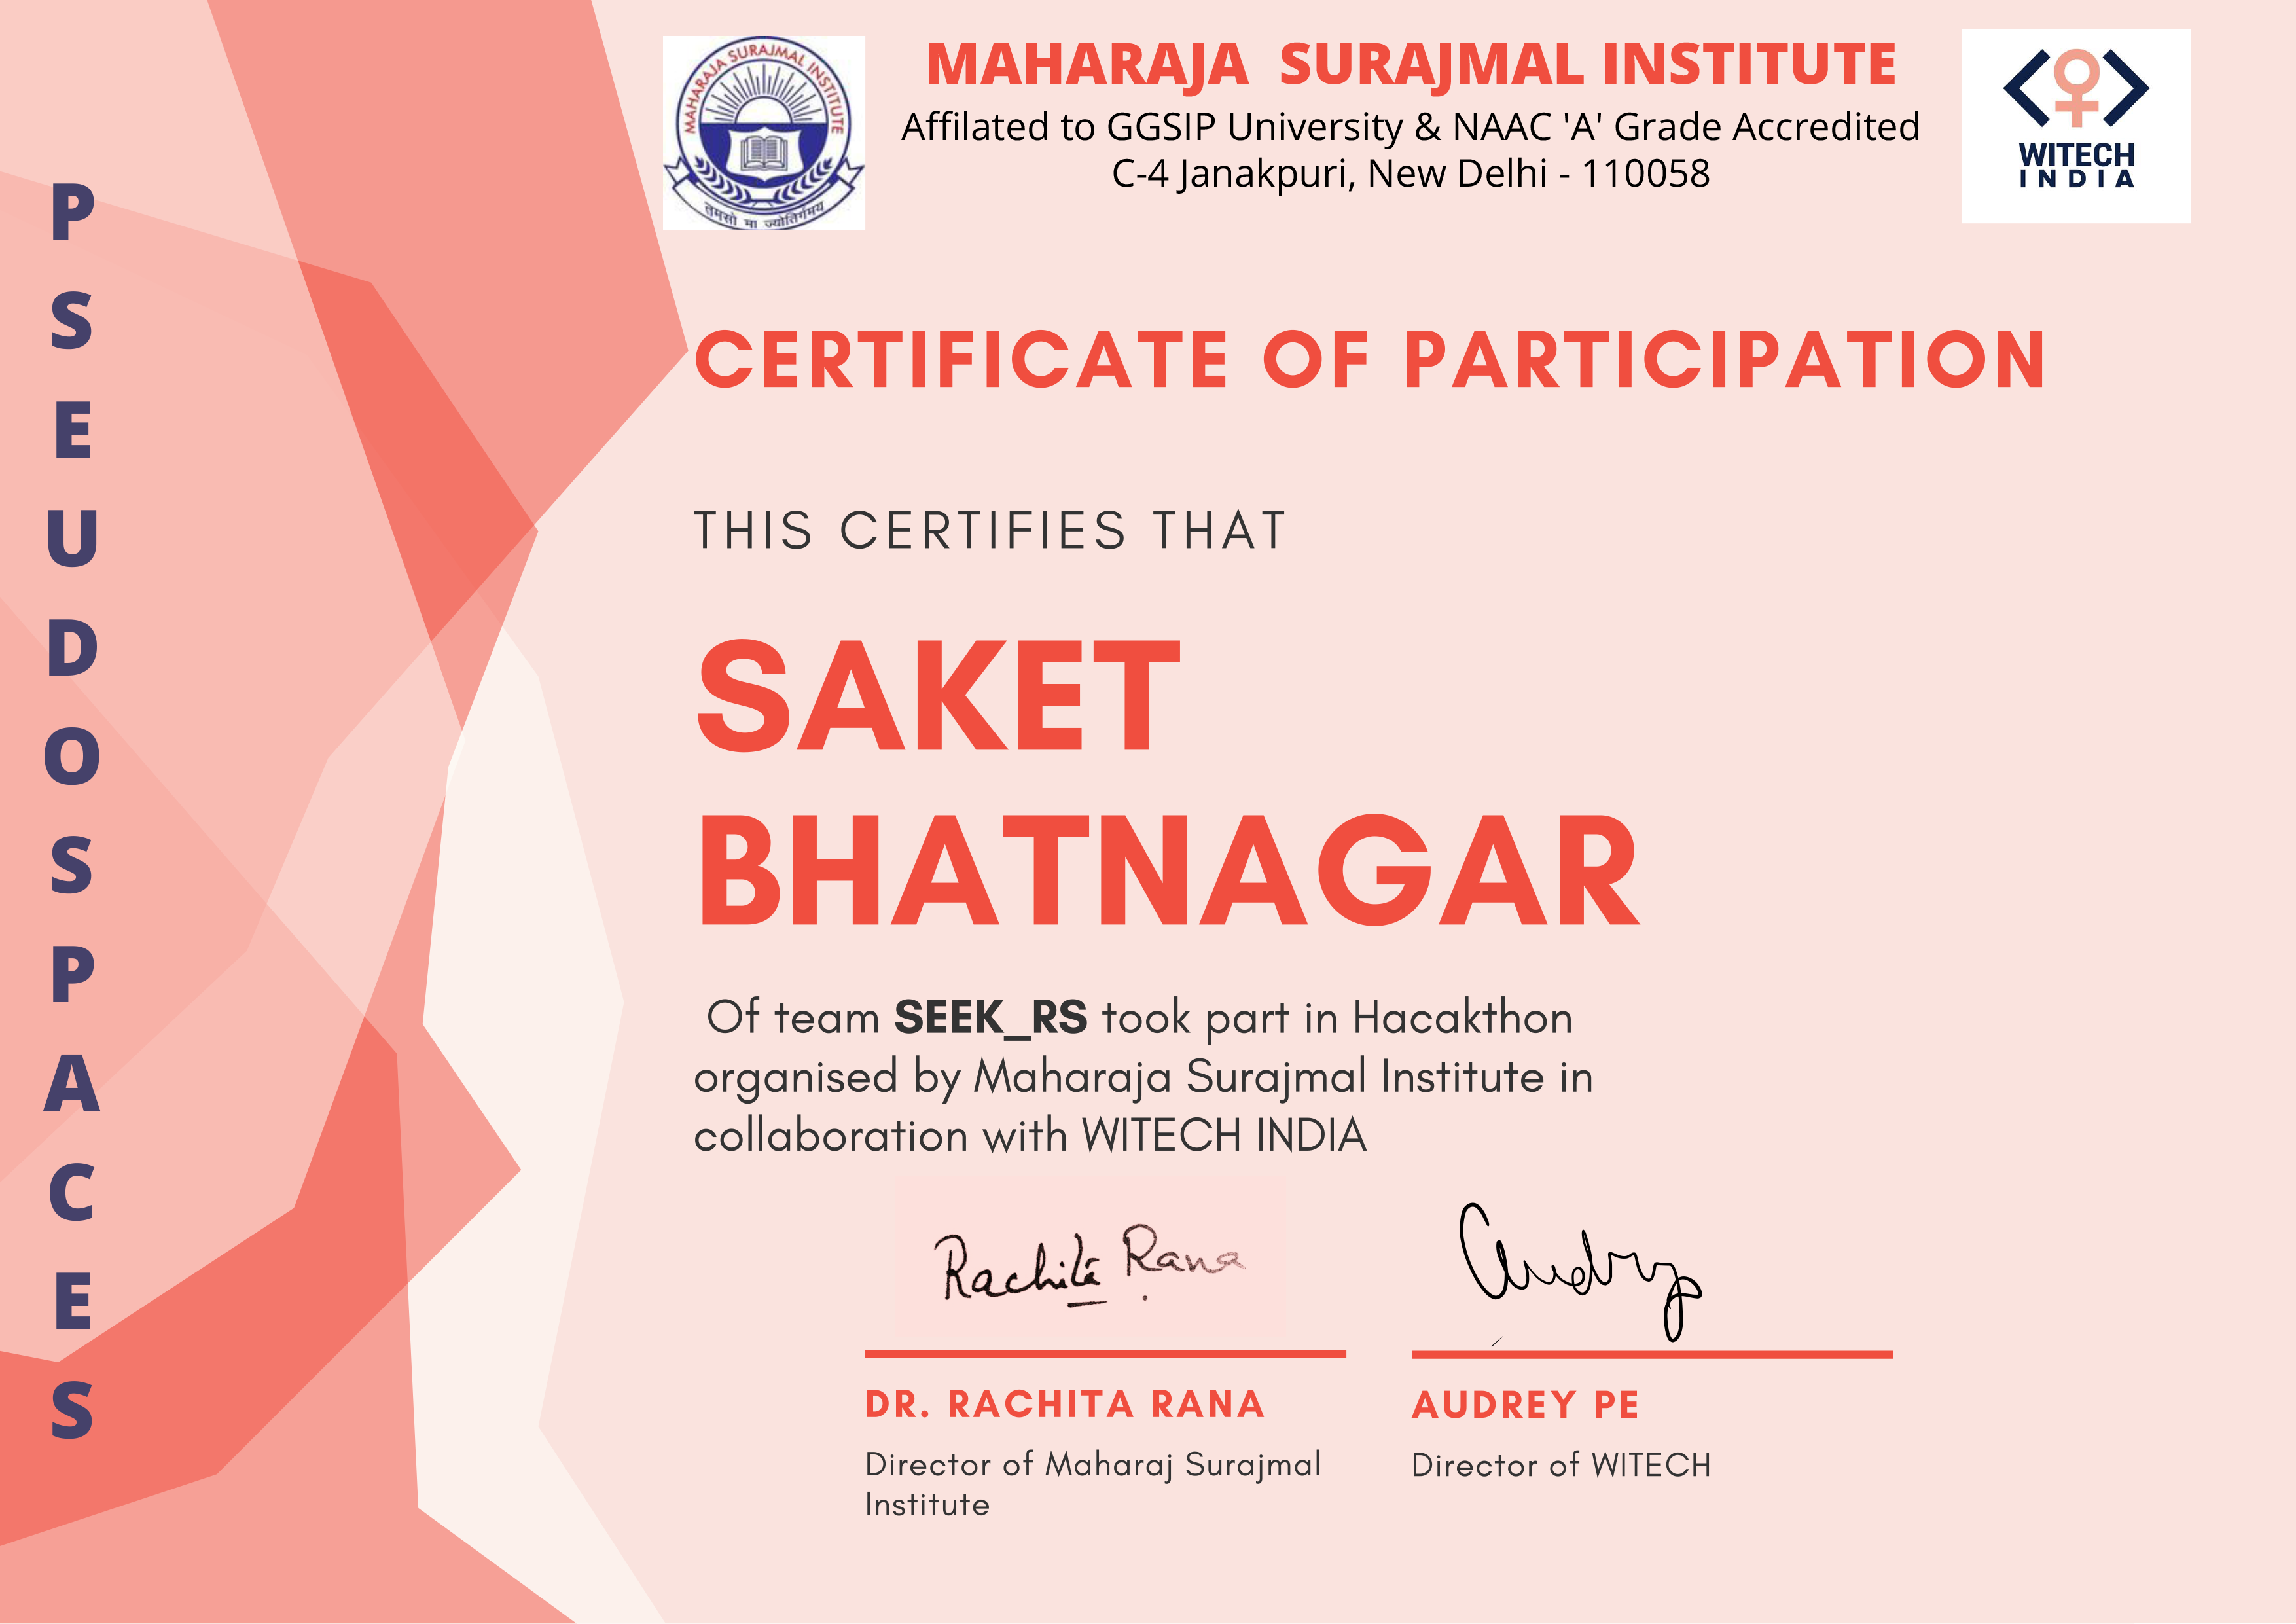 PSEUDOSPACES
MAHARAJA SURAJMAL INSTITUTE
तमसो मा ज्योतिर्गमय
MAHARAJA SURAJMAL INSTITUTE
Affilated to GGSIP University & NAAC 'A' Grade Accredited
C-4 Janakpuri, New Delhi - 110058
WITECH
INDIA
CERTIFICATE OF PARTICIPATION
THIS CERTIFIES THAT
SAKET
BHATNAGAR
Of team SEEK_RS took part in Hacakthon
organised by Maharaja Surajmal Institute in
collaboration with WITECH INDIA
Rachita Rana
Audrey
DR. RACHITA RANA
Director of Maharaj Surajmal
Institute
AUDREY PE
Director of WITECH